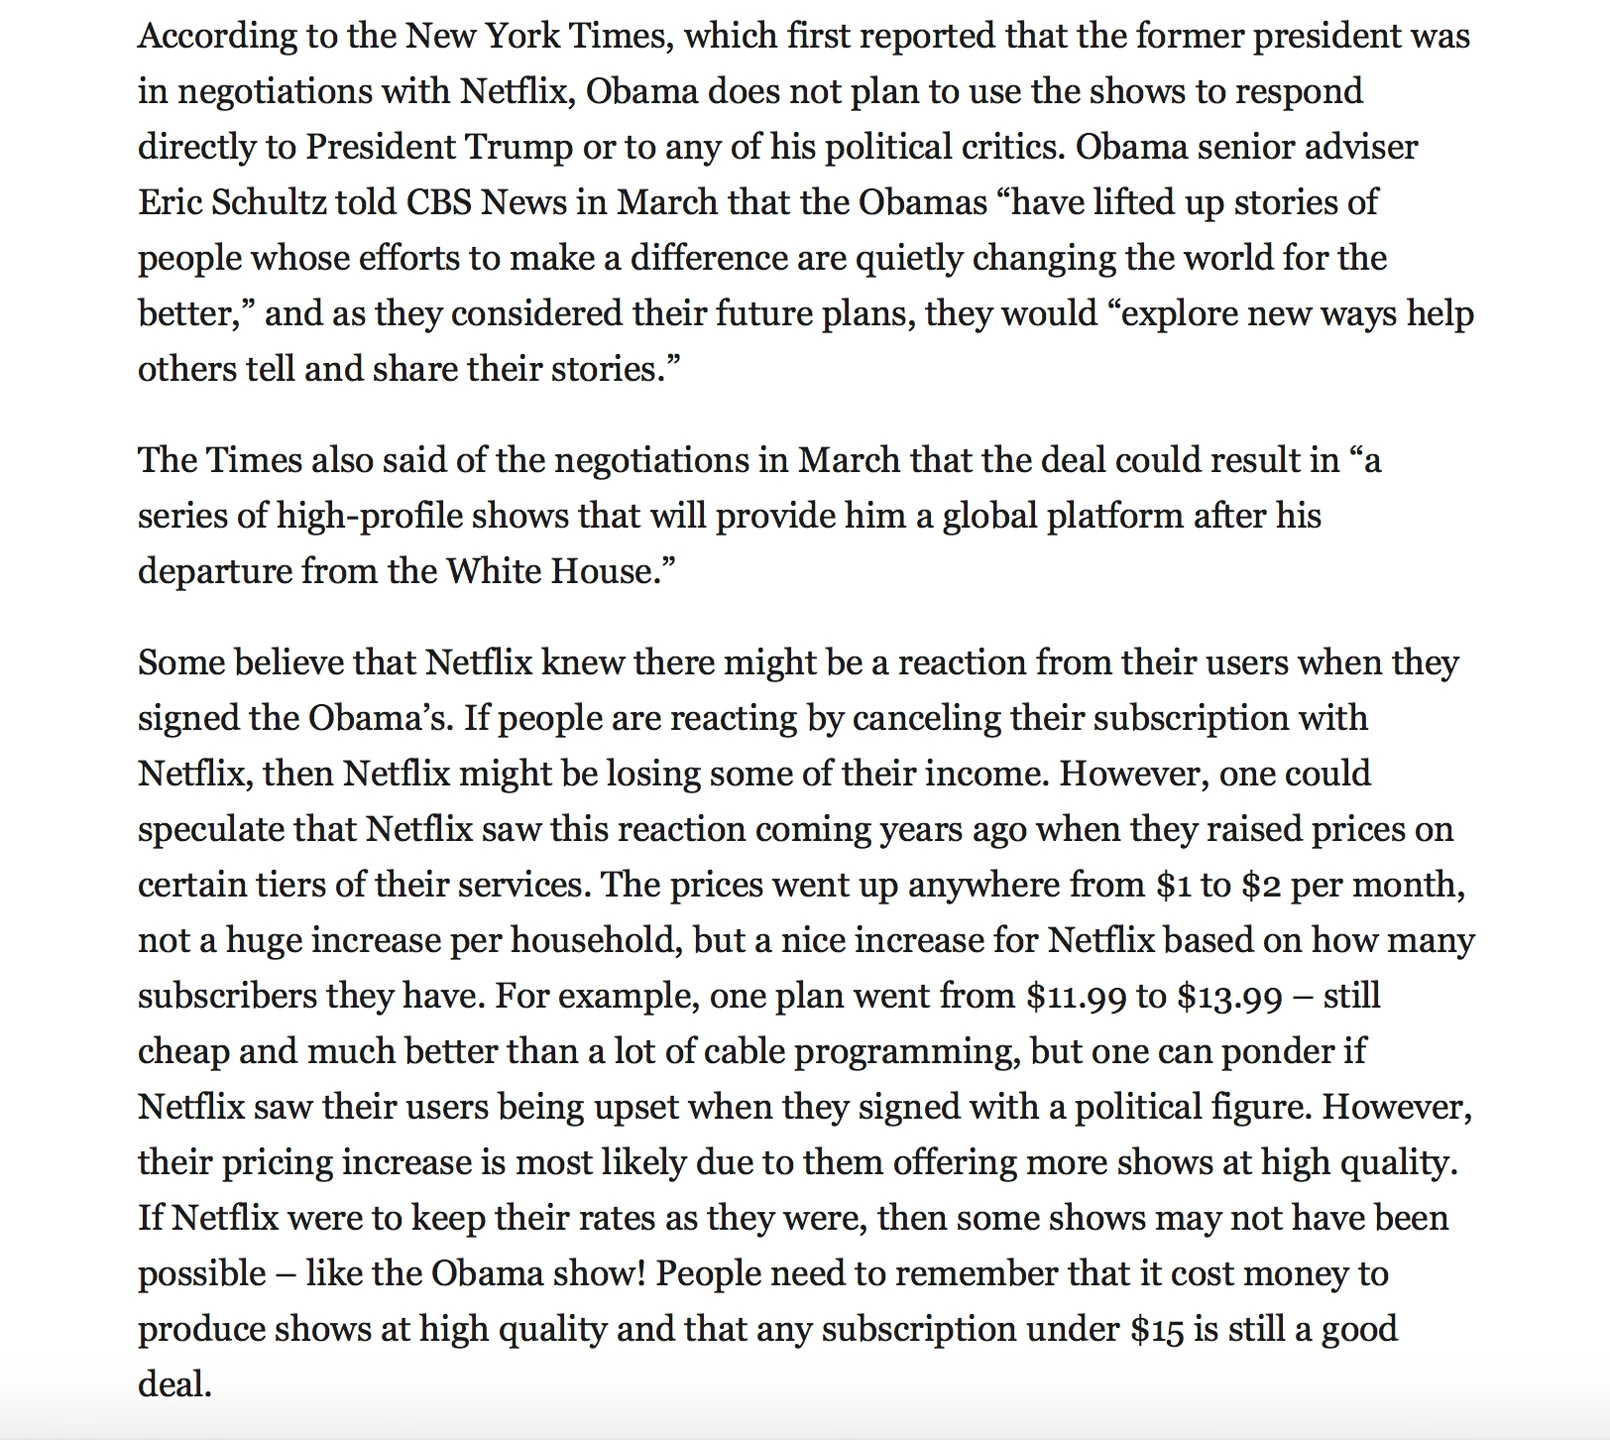 According to the New York Times, which first reported that the former president was
in negotiations with Netflix, Obama does not plan to use the shows to respond
directly to President Trump or to any of his political critics. Obama senior adviser
Eric Schultz told CBS News in March that the Obamas “have lifted up stories of
people whose efforts to make a difference are quietly changing the world for the
better,” and as they considered their future plans, they would “explore new ways help
others tell and share their stories.”
The Times also said of the negotiations in March that the deal could result in “a
series of high-profile shows that will provide him a global platform after his
departure from the White House.”
Some believe that Netflix knew there might be a reaction from their users when they
signed the Obama’s. If people are reacting by canceling their subscription with
Netflix, then Netflix might be losing some of their income. However, one could
speculate that Netflix saw this reaction coming years ago when they raised prices on
certain tiers of their services. The prices went up anywhere from $1 to $2 per month,
not a huge increase per household, but a nice increase for Netflix based on how many
subscribers they have. For example, one plan went from $11.99 to $13.99 – still
cheap and much better than a lot of cable programming, but one can ponder if
Netflix saw their users being upset when they signed with a political figure. However,
their pricing increase is most likely due to them offering more shows at high quality.
If Netflix were to keep their rates as they were, then some shows may not have been
possible – like the Obama show! People need to remember that it cost money to
produce shows at high quality and that any subscription under $15 is still a good
deal.